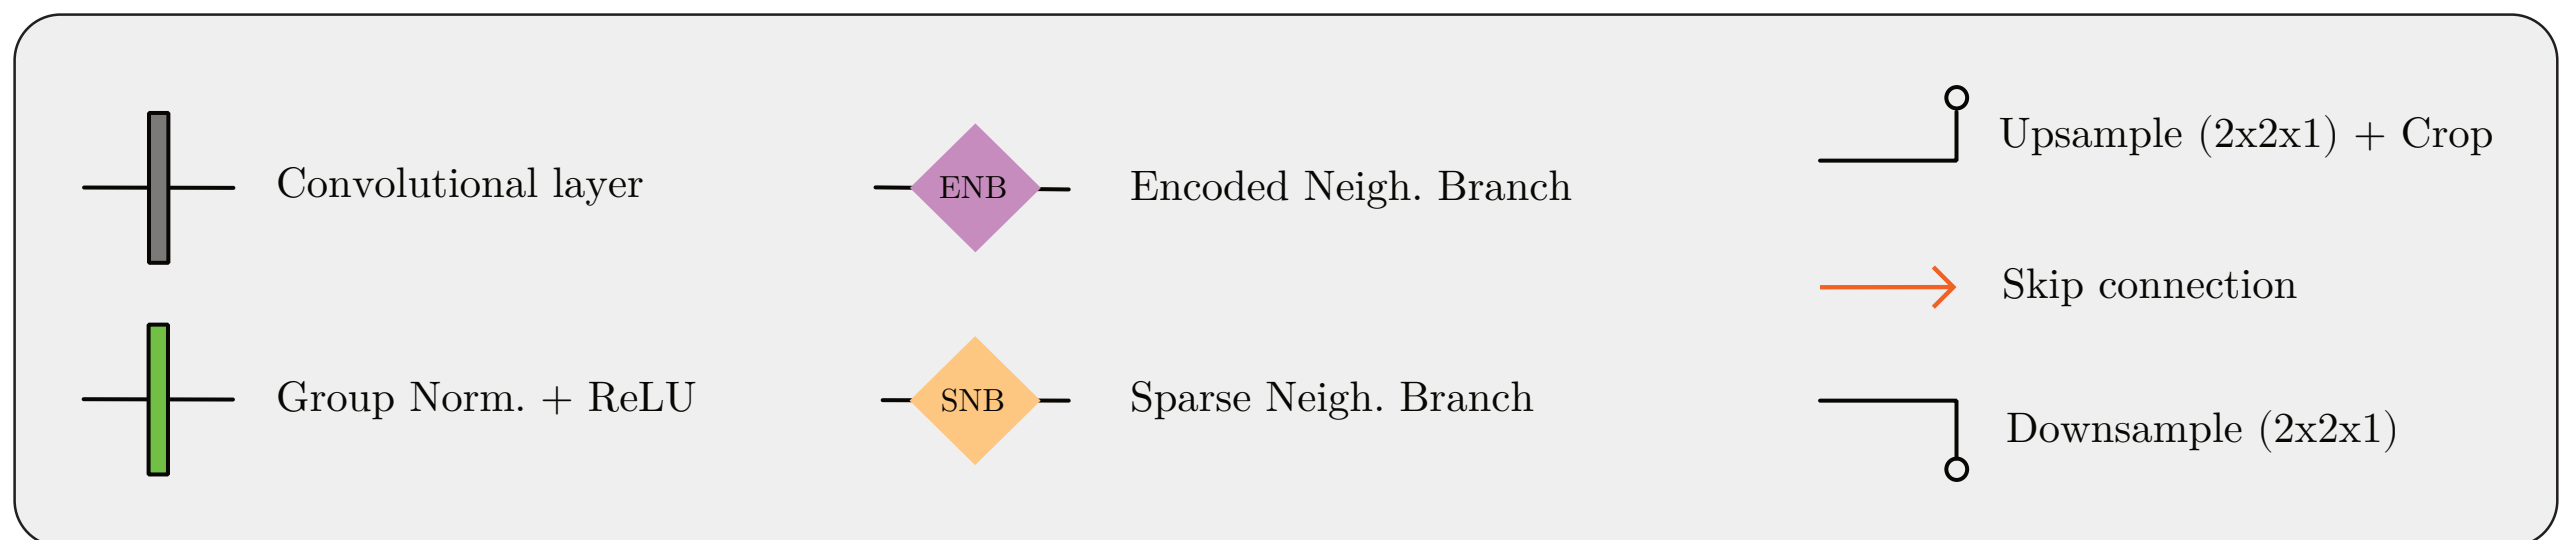 Convolutional layer
Group Norm. + ReLU
ENB
Encoded Neigh. Branch
SNB
Sparse Neigh. Branch
Upsample (2x2x1) + Crop
Skip connection
Downsample (2x2x1)